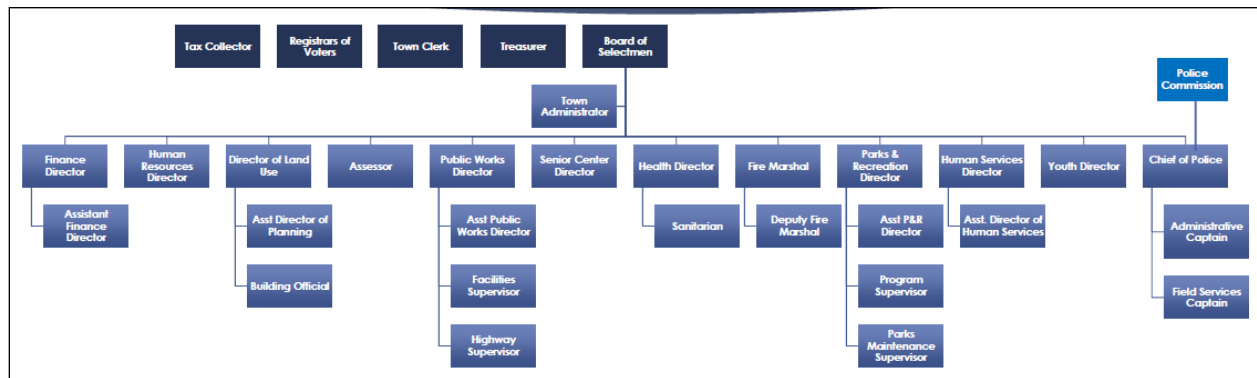 Tax Collector
Registrars of
Voters
Town Clerk
Treasurer
Board of
Selectmen
Police
Commission
Town
Administrator
Finance
Director
Human
Resources
Director
Director of Land
Use
Assessor
Public Works
Director
Senior Center
Director
Health Director
Fire Marshal
Parks &
Recreation
Director
Human Services
Director
Youth Director
Chief of Police
Assistant
Finance
Director
Asst Director of
Planning
Asst Public
Works Director
Sanitarian
Deputy Fire
Marshal
Asst P&R
Director
Asst. Director of
Human Services
Administrative
Captain
Building Official
Facilities
Supervisor
Program
Supervisor
Field Services
Captain
Highway
Supervisor
Parks
Maintenance
Supervisor